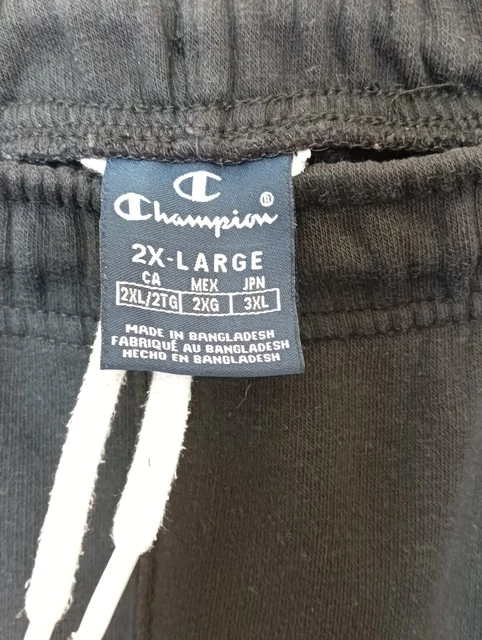 Champion®
2X-LARGE
CA MEX JPN
2XL/2TG 2XG 3XL
MADE IN BANGLADESH
FABRIQUÉ AU BANGLADESH
HECHO EN BANGLADESH